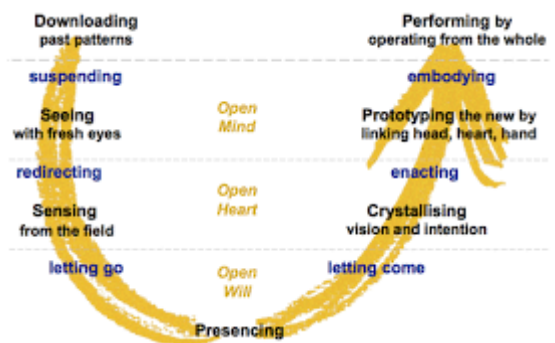 Downloading
past patterns
Performing by
operating from the whole
suspending
embodying
Seeing
with fresh eyes
Open
Mind
Prototyping the new by
linking head, heart, hand
redirecting
enacting
Sensing
from the field
Open
Heart
Crystallising
vision and intention
letting go
Open
Will
letting come
Presencing